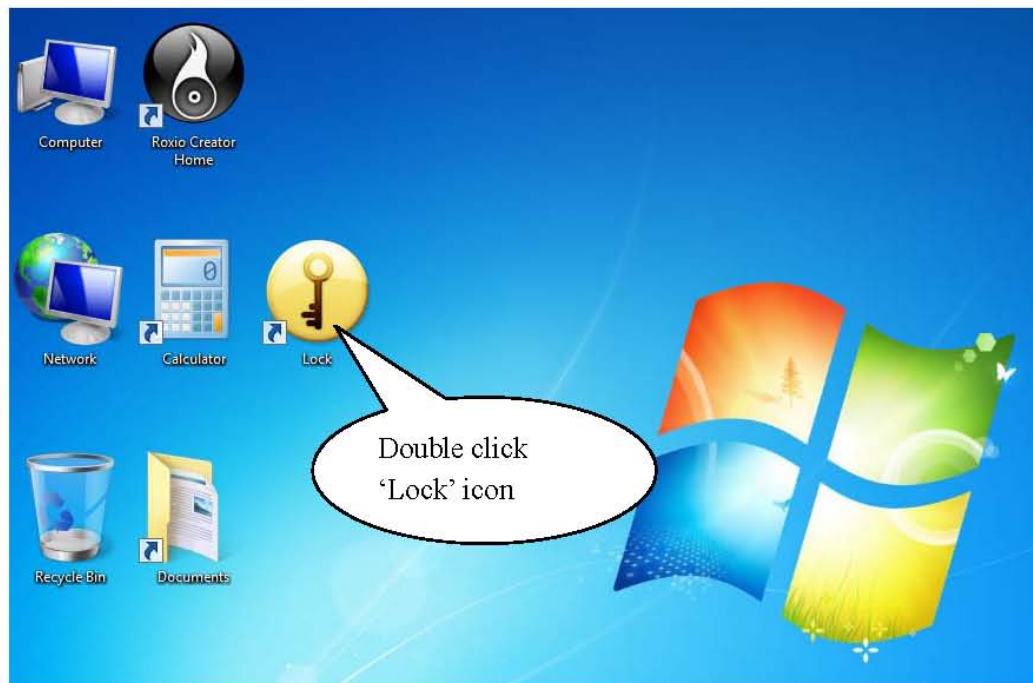 Computer
Roxio Creator
Home
Network
0
Calculator
Lock
Double click
‘Lock’ icon
Recycle Bin
Documents